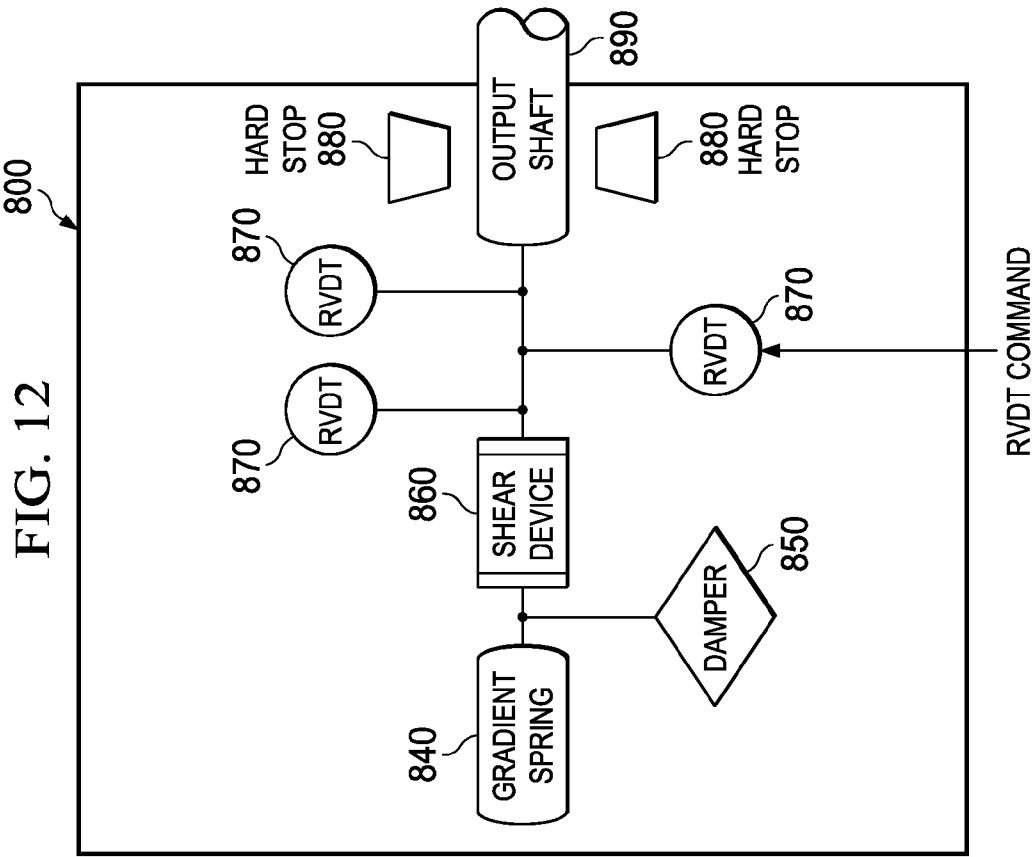 FIG. 12
800
HARD
STOP
880
870
RVDT
870
RVDT
840
GRADIENT
SPRING
860
SHEAR
DEVICE
OUTPUT
SHAFT
890
DAMPER
850
RVDT
870
880
HARD
STOP
RVDT COMMAND